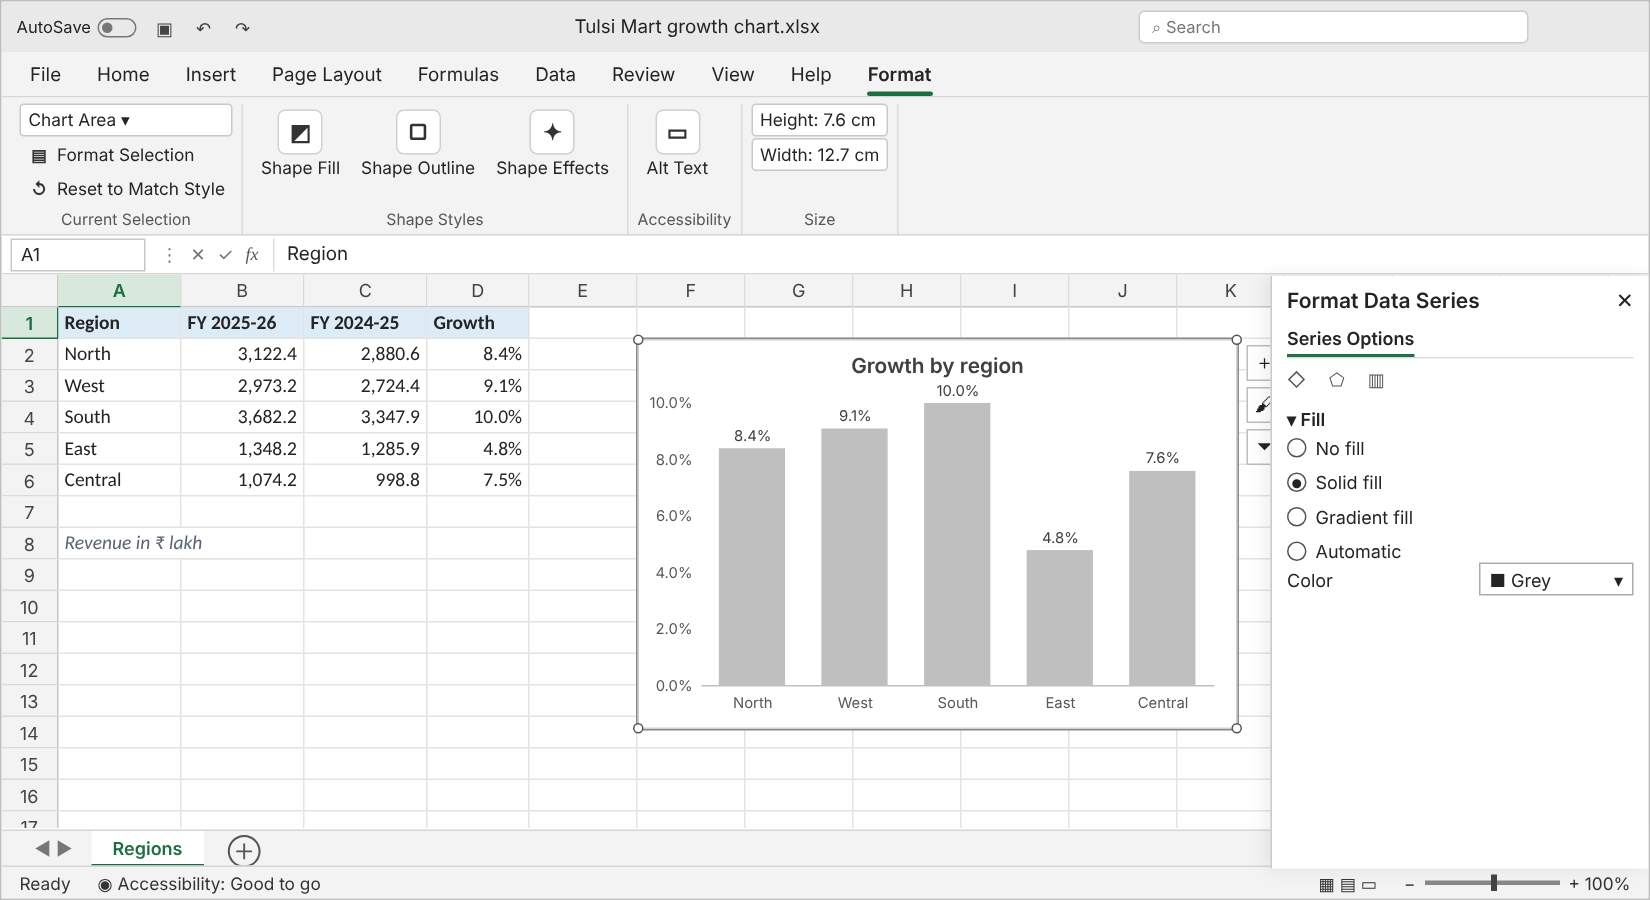 AutoSave
Tulsi Mart growth chart.xlsx
Search
File Home Insert Page Layout Formulas Data Review View Help Format
Chart Area ▾
Format Selection
Reset to Match Style
Current Selection
Shape Fill Shape Outline Shape Effects
Shape Styles
Alt Text
Accessibility
Height: 7.6 cm
Width: 12.7 cm
Size
A1 fx Region
A B C D E F G H I J K
1 Region FY 2025-26 FY 2024-25 Growth
2 North 3,122.4 2,880.6 8.4%
3 West 2,973.2 2,724.4 9.1%
4 South 3,682.2 3,347.9 10.0%
5 East 1,348.2 1,285.9 4.8%
6 Central 1,074.2 998.8 7.5%
7
8 Revenue in ₹ lakh
9
10
11
12
13
14
15
16
17
Growth by region
10.0%
8.0%
6.0%
4.0%
2.0%
0.0%
8.4% 9.1% 10.0% 4.8% 7.6%
North West South East Central
Format Data Series ✕
Series Options
▾ Fill
No fill
Solid fill
Gradient fill
Automatic
Color Grey ▾
Regions
Ready Accessibility: Good to go
− + 100%